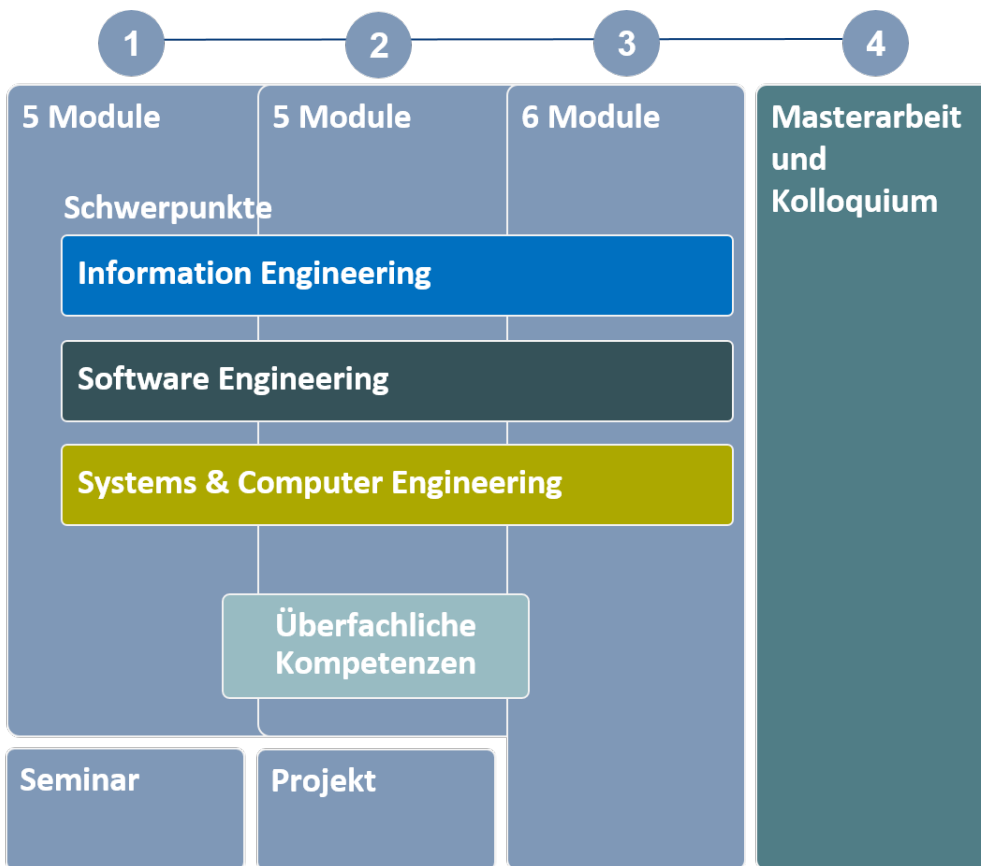 1
2
3
4
5 Module
5 Module
6 Module
Masterarbeit
und
Kolloquium
Schwerpunkte
Information Engineering
Software Engineering
Systems & Computer Engineering
Überfachliche
Kompetenzen
Seminar
Projekt